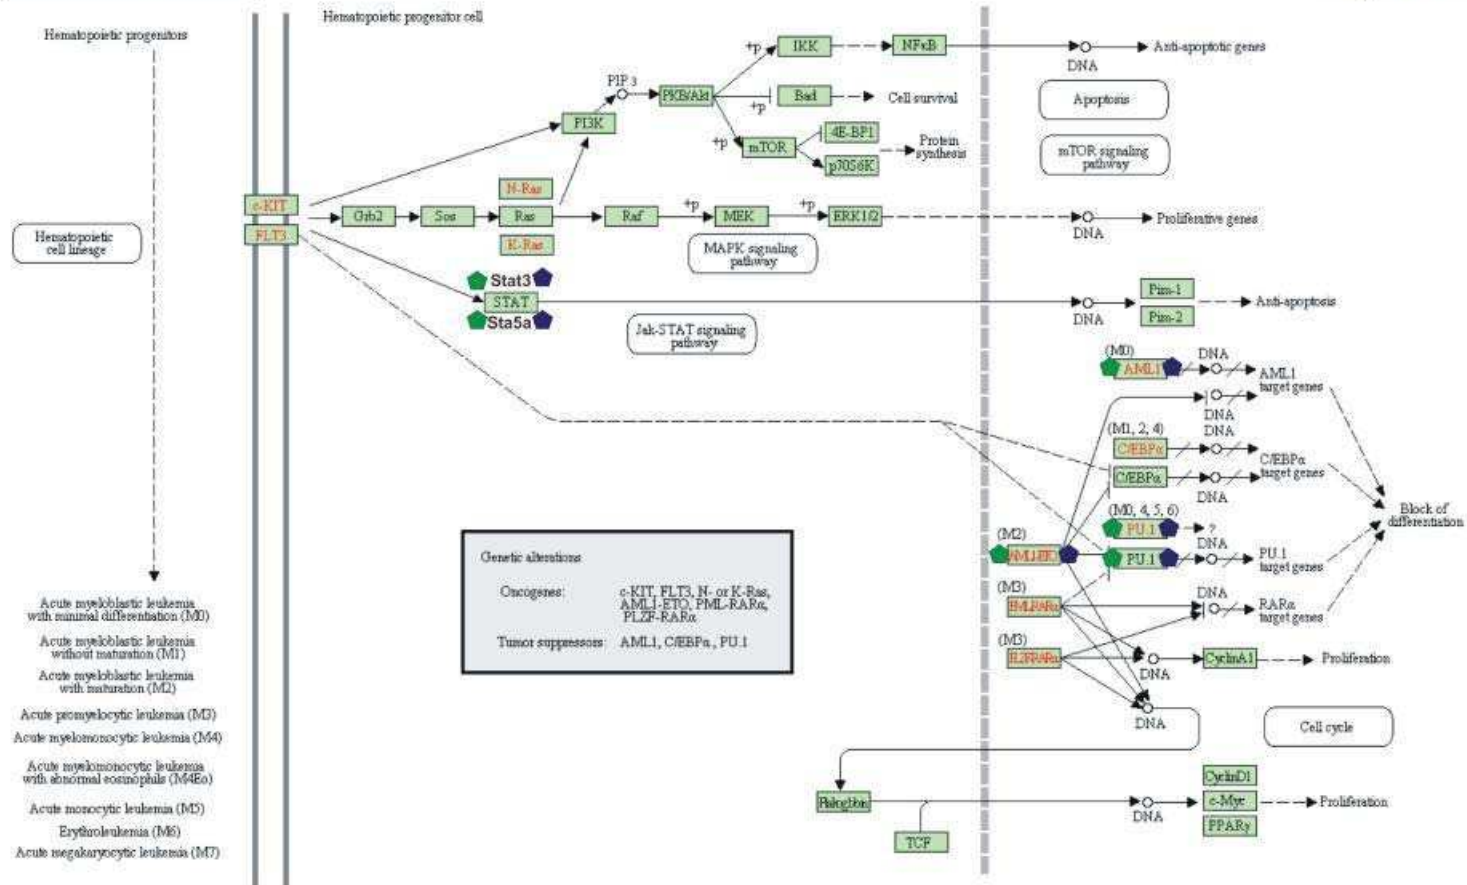 Hematopoietic progenitor cell
Hematopoietic progenitors
Hematopoietic
cell lineage
Acute myeloblastic leukemia
with minimal differentiation (M0)
Acute myeloblastic leukemia
without maturation (M1)
Acute myeloblastic leukemia
with maturation (M2)
Acute promyelocytic leukemia (M3)
Acute myelomonocytic leukemia (M4)
Acute myelomonocytic leukemia
with abnormal eosinophils (M4Eo)
Acute monocytic leukemia (M5)
Erythroleukemia (M6)
Acute megakaryocytic leukemia (M7)
c-KIT
FLT3
PI3K
PIP3
PKB/Akt
+p
IKK
NFκB
DNA
Anti-apoptotic genes
+p
Bad
Cell survival
Apoptosis
+p
mTOR
4E-BP1
p70S6K
Protein
synthesis
mTOR signaling
pathway
Grb2
Sos
N-Ras
Ras
K-Ras
Raf
+p
MEK
+p
ERK1/2
DNA
Proliferative genes
MAPK signaling
pathway
Stat3
STAT
Sta5a
Jak-STAT signaling
pathway
DNA
Pim-1
Pim-2
Anti-apoptosis
(M0)
AML1
DNA
AML1
target genes
DNA
(M1, 2, 4)
C/EBPα
DNA
C/EBPα
DNA
C/EBPα
target genes
(M0, 4, 5, 6)
PU.1
?
(M2)
AML1-ETO
PU.1
DNA
PU.1
target genes
Block of
differentiation
(M3)
PML-RARα
DNA
RARα
target genes
(M3)
PLZF-RARα
DNA
CyclinA1
Proliferation
DNA
Cell cycle
TCF
DNA
CyclinD1
c-Myc
PPARγ
Proliferation
Genetic alterations
Oncogenes: c-KIT, FLT3, N- or K-Ras,
AML1-ETO, PML-RARα,
PLZF-RARα
Tumor suppressors: AML1, C/EBPα, PU.1